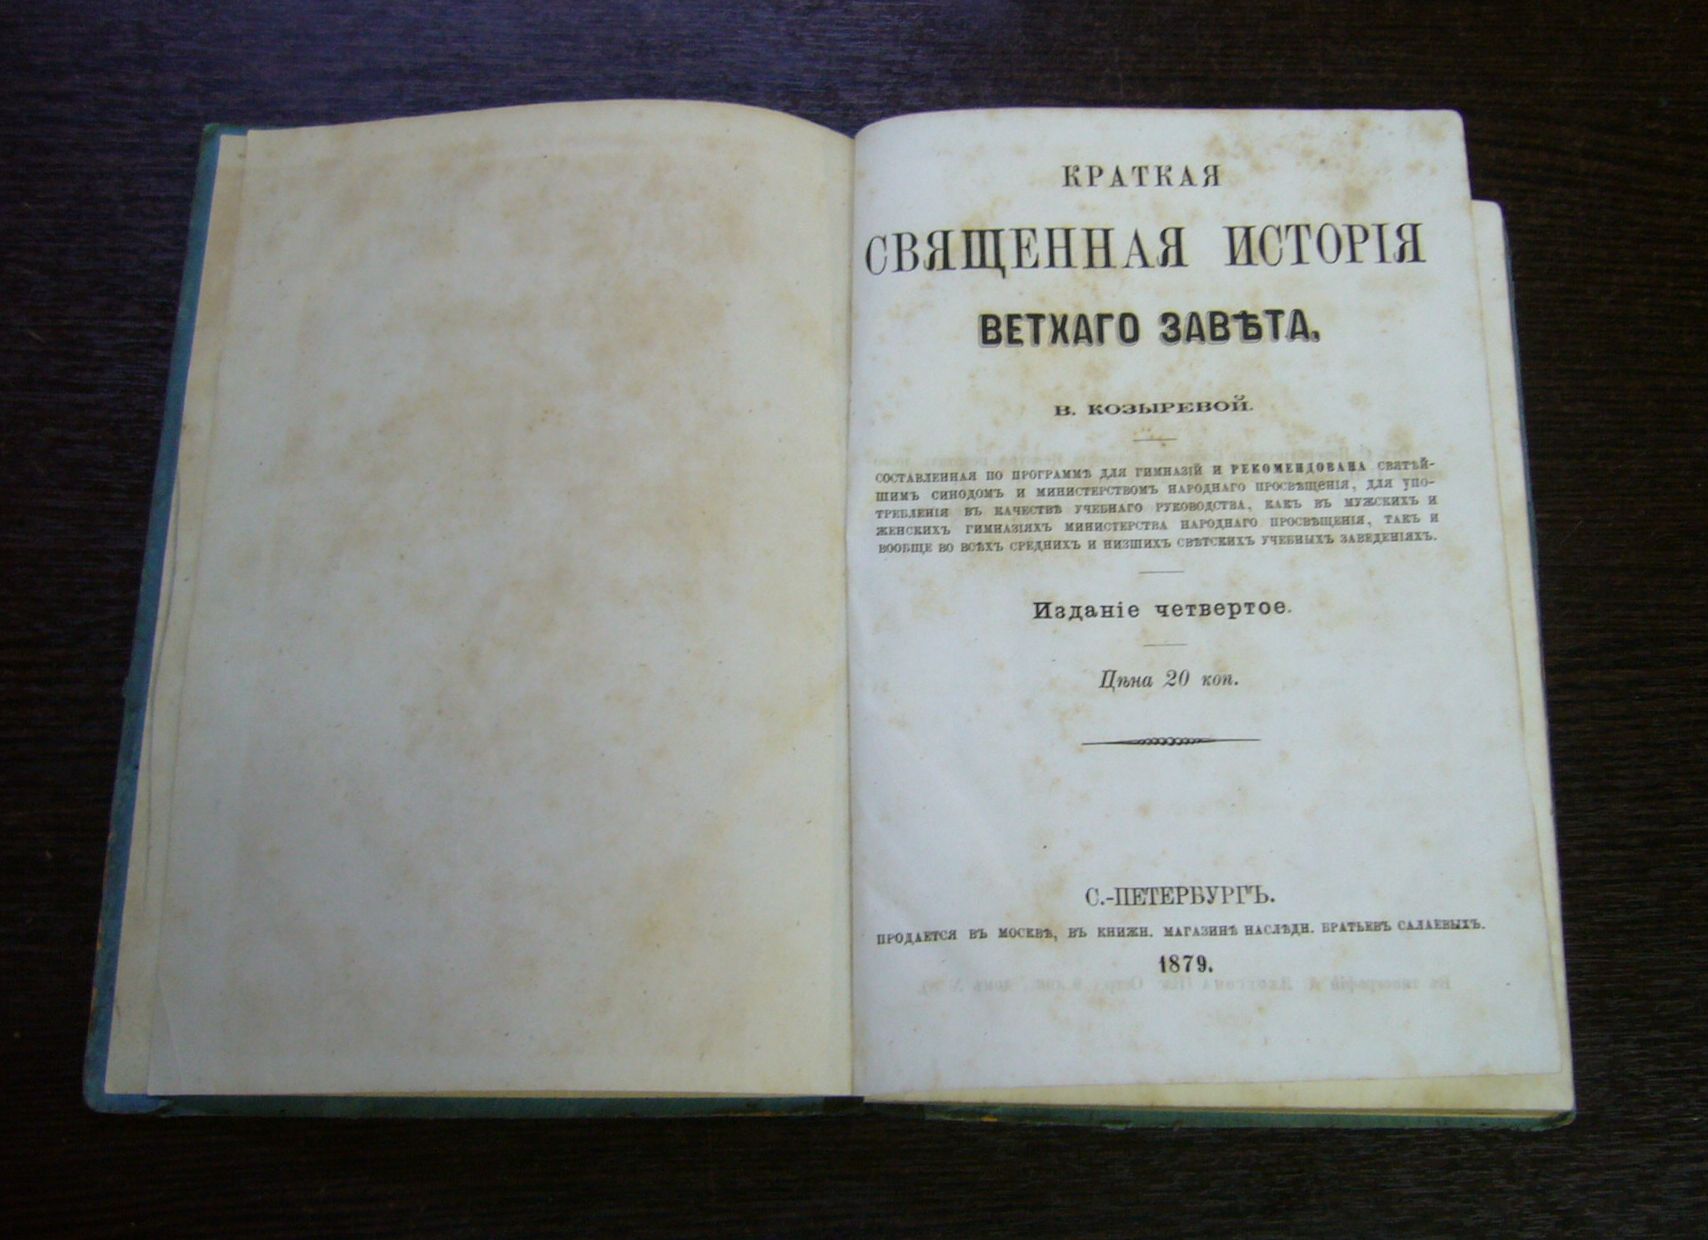 КРАТКАЯ
СВЯЩЕННАЯ ИСТОРІЯ
ВЕТХАГО ЗАВѢТА.
В. КОЗЫРЕВОЙ.
СОСТАВЛЕННАЯ ПО ПРОГРАММѢ ДЛЯ ГИМНАЗІЙ И РЕКОМЕНДОВАНА СВЯТѢЙ-
ШИМЪ СИНОДОМЪ И МИНИСТЕРСТВОМЪ НАРОДНАГО ПРОСВѢЩЕНІЯ, ДЛЯ УПО-
ТРЕБЛЕНІЯ ВЪ КАЧЕСТВѢ УЧЕБНАГО РУКОВОДСТВА, КАКЪ ВЪ МУЖСКИХЪ И
ЖЕНСКИХЪ ГИМНАЗІЯХЪ МИНИСТЕРСТВА НАРОДНАГО ПРОСВѢЩЕНІЯ, ТАКЪ И
ВООБЩЕ ВО ВСѢХЪ СРЕДНИХЪ И НИЗШИХЪ СВѢТСКИХЪ УЧЕБНЫХЪ ЗАВЕДЕНІЯХЪ.
Изданіе четвертое.
Цѣна 20 коп.
С.-ПЕТЕРБУРГЪ.
ПРОДАЕТСЯ ВЪ МОСКВѢ, ВЪ КНИЖН. МАГАЗИНѢ НАСЛѢДН. БРАТЬЕВЪ САЛАЕВЫХЪ.
1879.